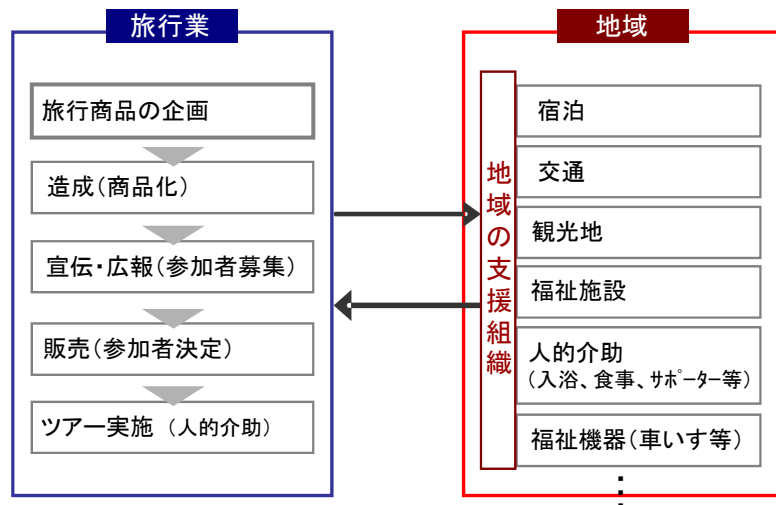 旅行業
旅行商品の企画
造成(商品化)
宣伝・広報(参加者募集)
販売(参加者決定)
ツアー実施 (人的介助)
地域
地域の支援組織
宿泊
交通
観光地
福祉施設
人的介助
(入浴、食事、ｻﾎﾟｰﾀｰ等)
福祉機器(車いす等)